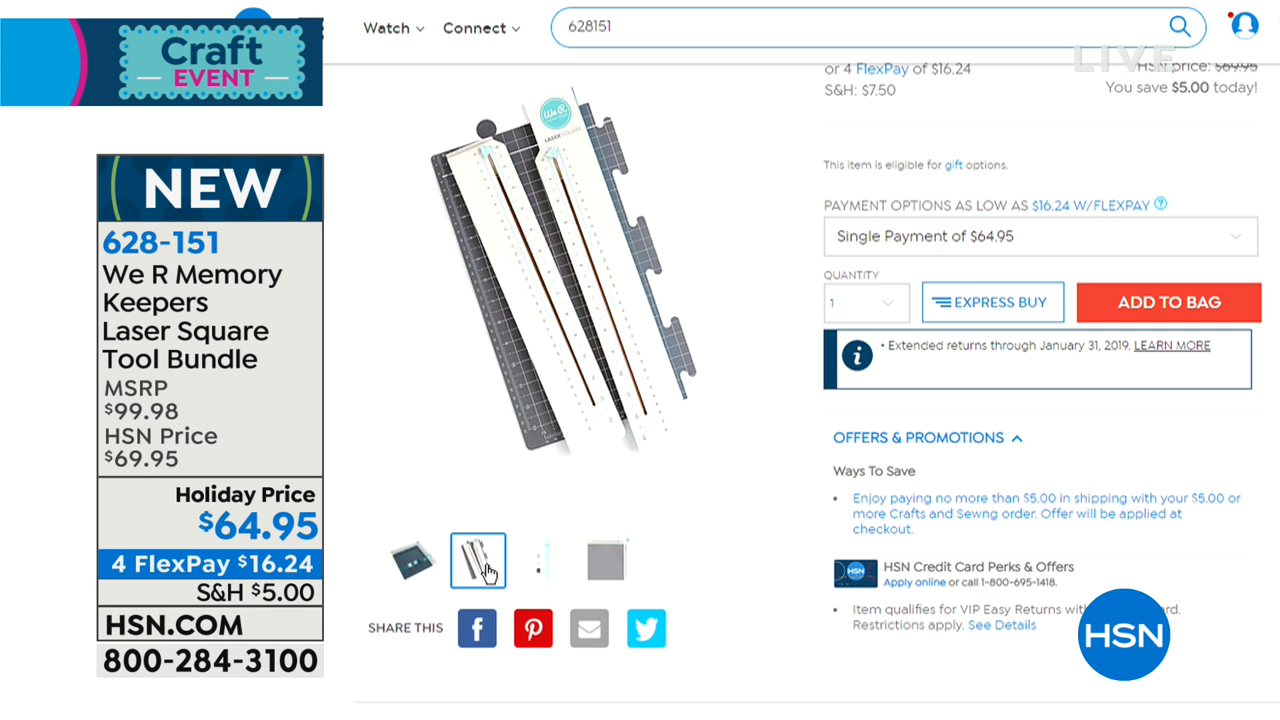 Craft
EVENT
NEW
628-151
We R Memory
Keepers
Laser Square
Tool Bundle
MSRP
$99.98
HSN Price
$69.95
Holiday Price
$64.95
4 FlexPay $16.24
S&H $5.00
HSN.COM
800-284-3100
Watch
Connect
628151
LIVE
or 4 FlexPay of $16.24
HSN price: $69.95
S&H: $7.50
You save $5.00 today!
We R
LASER SQUARE
This item is eligible for gift options.
PAYMENT OPTIONS AS LOW AS $16.24 W/FLEXPAY ?
Single Payment of $64.95
QUANTITY
1
EXPRESS BUY
ADD TO BAG
• Extended returns through January 31, 2019. LEARN MORE
OFFERS & PROMOTIONS
Ways To Save
• Enjoy paying no more than $5.00 in shipping with your $5.00 or
more Crafts and Sewng order. Offer will be applied at
checkout.
HSN
HSN Credit Card Perks & Offers
Apply online or call 1-800-695-1418.
• Item qualifies for VIP Easy Returns
Restrictions apply. See Details
SHARE THIS
HSN